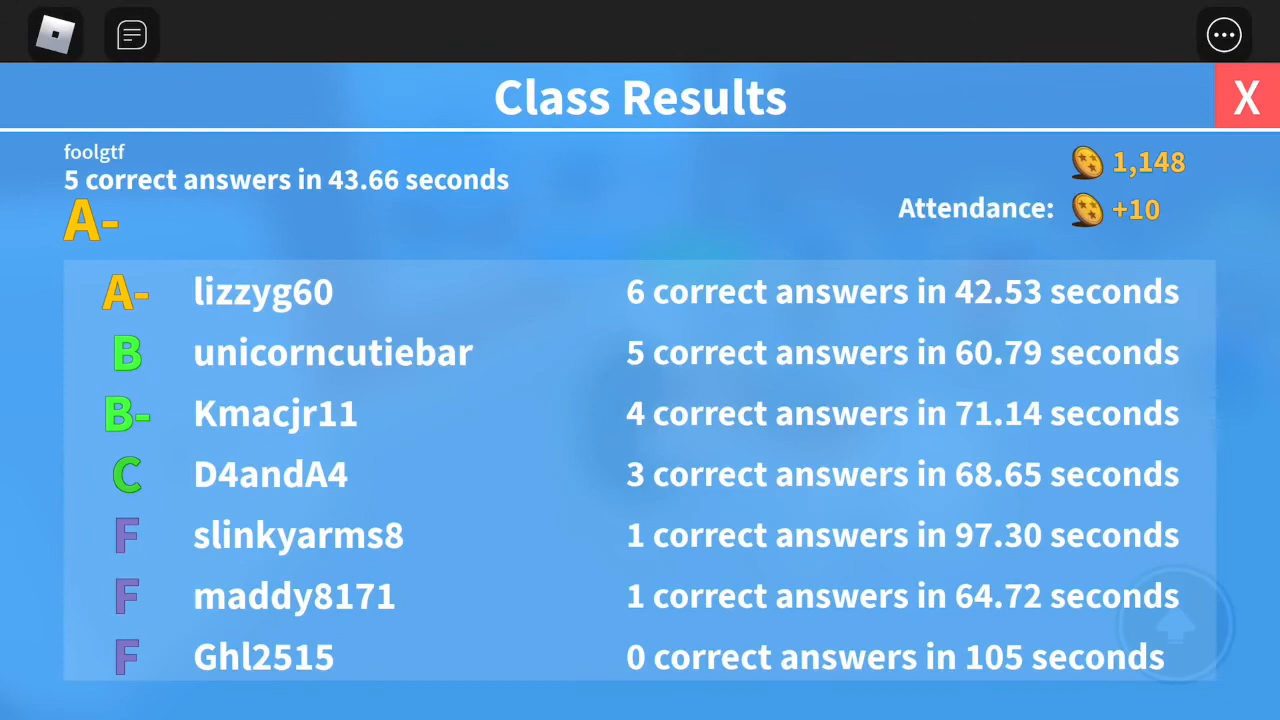 Class Results
X
foolgtf
5 correct answers in 43.66 seconds
A-
1,148
Attendance: +10
A- lizzyg60 6 correct answers in 42.53 seconds
B unicorncutiebar 5 correct answers in 60.79 seconds
B- Kmacjr11 4 correct answers in 71.14 seconds
C D4andA4 3 correct answers in 68.65 seconds
F slinkyarms8 1 correct answers in 97.30 seconds
F maddy8171 1 correct answers in 64.72 seconds
F Ghl2515 0 correct answers in 105 seconds